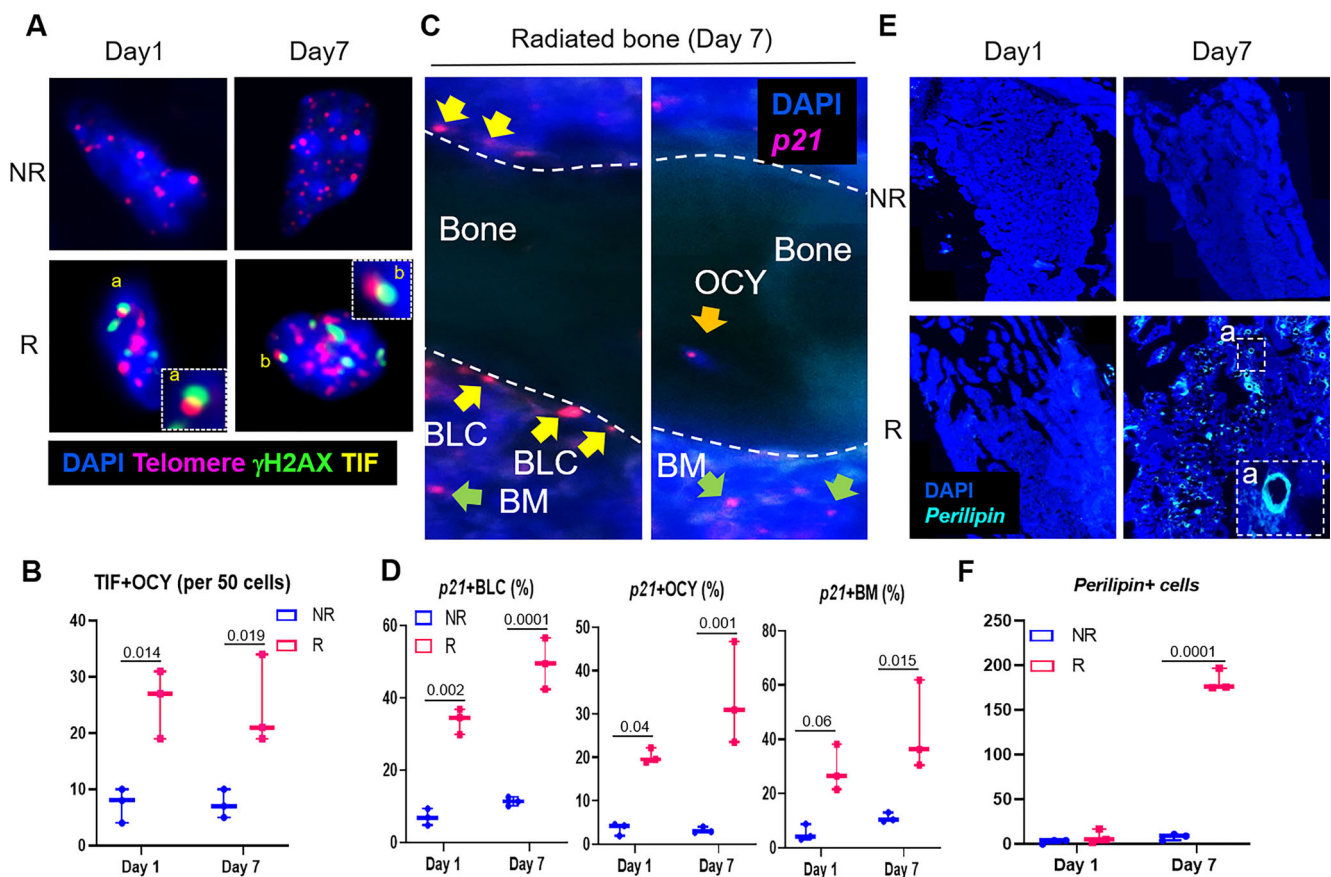 A
Day1 Day7
NR
R
a
a
b
b
DAPI Telomere γH2AX TIF
C
Radiated bone (Day 7)
DAPI
p21
Bone
Bone
OCY
BLC
BLC
BM
BM
E
Day1 Day7
NR
R
DAPI
Perilipin
a
a
B
TIF+OCY (per 50 cells)
NR
R
40
30
20
10
0
0.014
0.019
Day 1 Day 7
D
p21+BLC (%)
NR
R
60
40
20
0
0.002
0.0001
Day 1 Day 7
p21+OCY (%)
50
40
30
20
10
0
0.04
0.001
Day 1 Day 7
p21+BM (%)
80
60
40
20
0
0.06
0.015
Day 1 Day 7
F
Perilipin+ cells
NR
R
250
200
150
100
50
0
0.0001
Day 1 Day 7